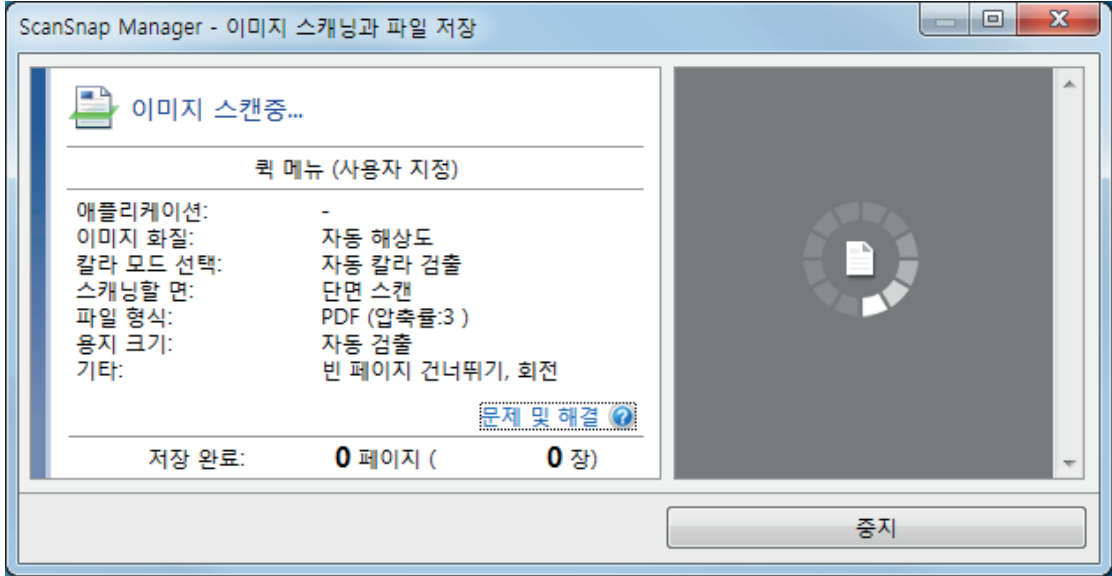 ScanSnap Manager - 이미지 스캐닝과 파일 저장
이미지 스캔중...
퀵 메뉴 (사용자 지정)
애플리케이션: -
이미지 화질: 자동 해상도
칼라 모드 선택: 자동 칼라 검출
스캐닝할 면: 단면 스캔
파일 형식: PDF (압축률:3 )
용지 크기: 자동 검출
기타: 빈 페이지 건너뛰기, 회전
문제 및 해결 ?
저장 완료: 0 페이지 ( 0 장)
중지